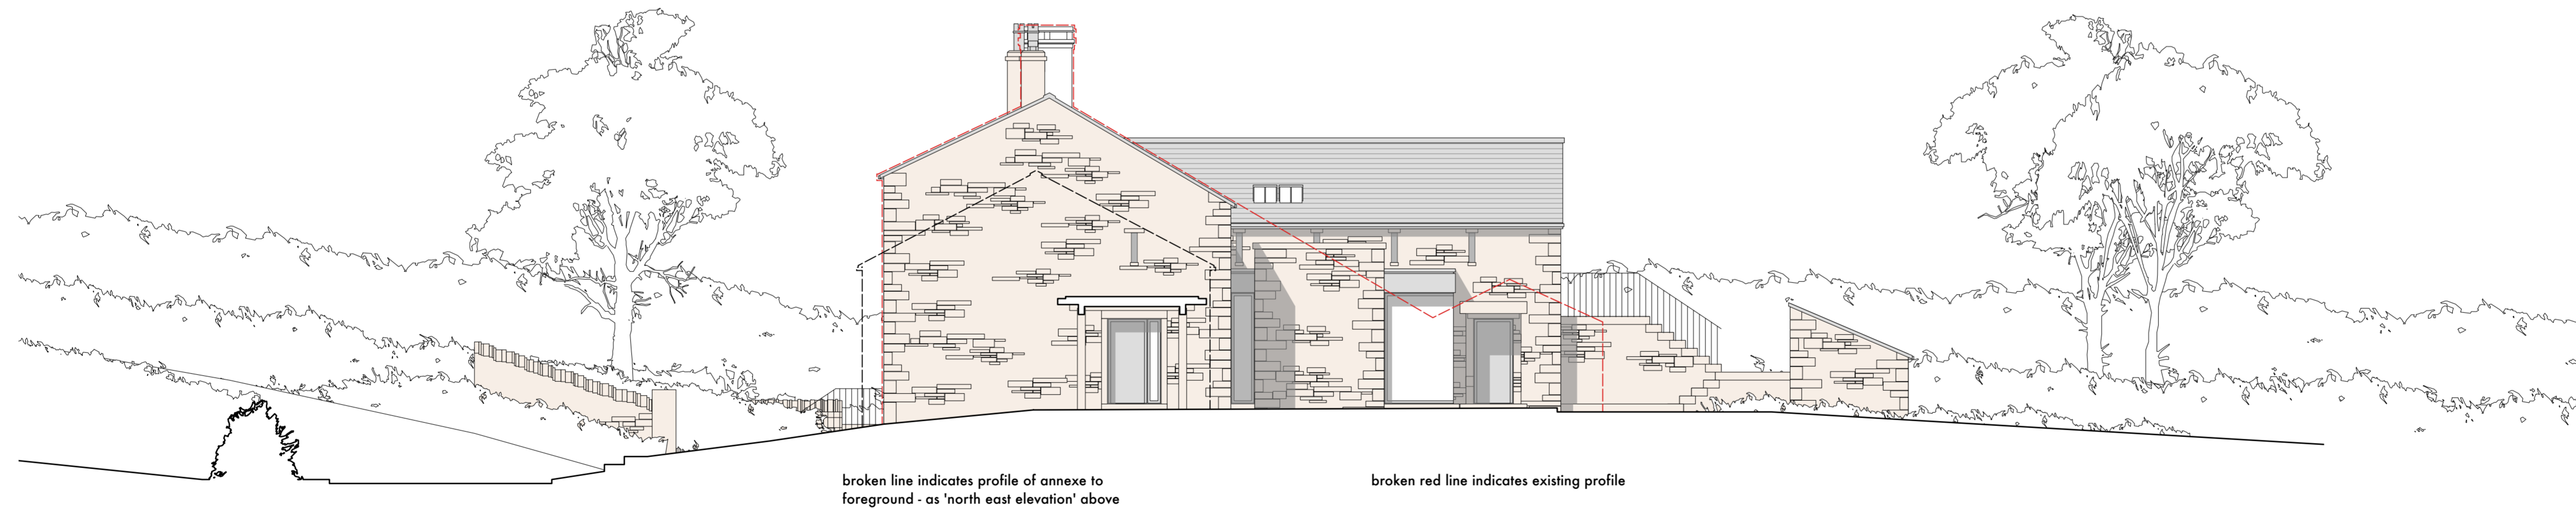 broken line indicates profile of annexe to
foreground - as 'north east elevation' above
broken red line indicates existing profile